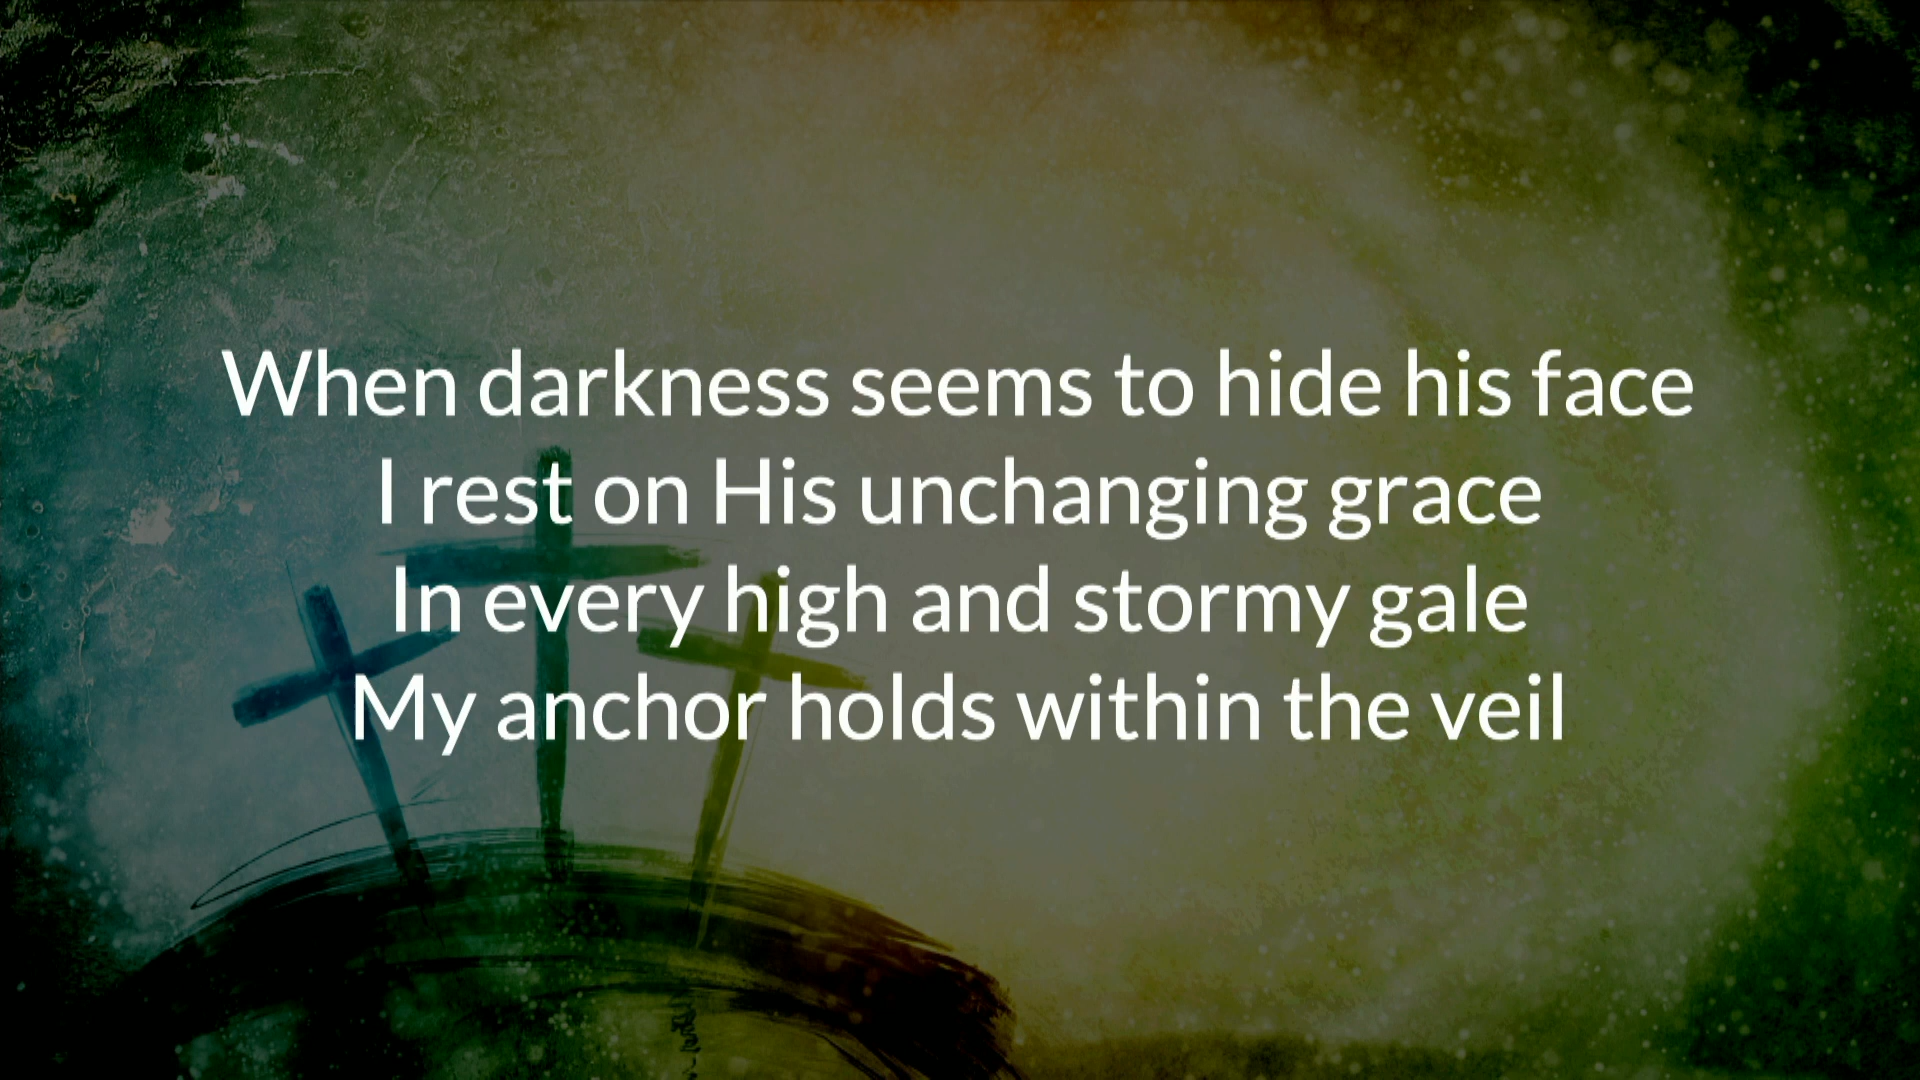 When darkness seems to hide his face
I rest on His unchanging grace
In every high and stormy gale
My anchor holds within the veil